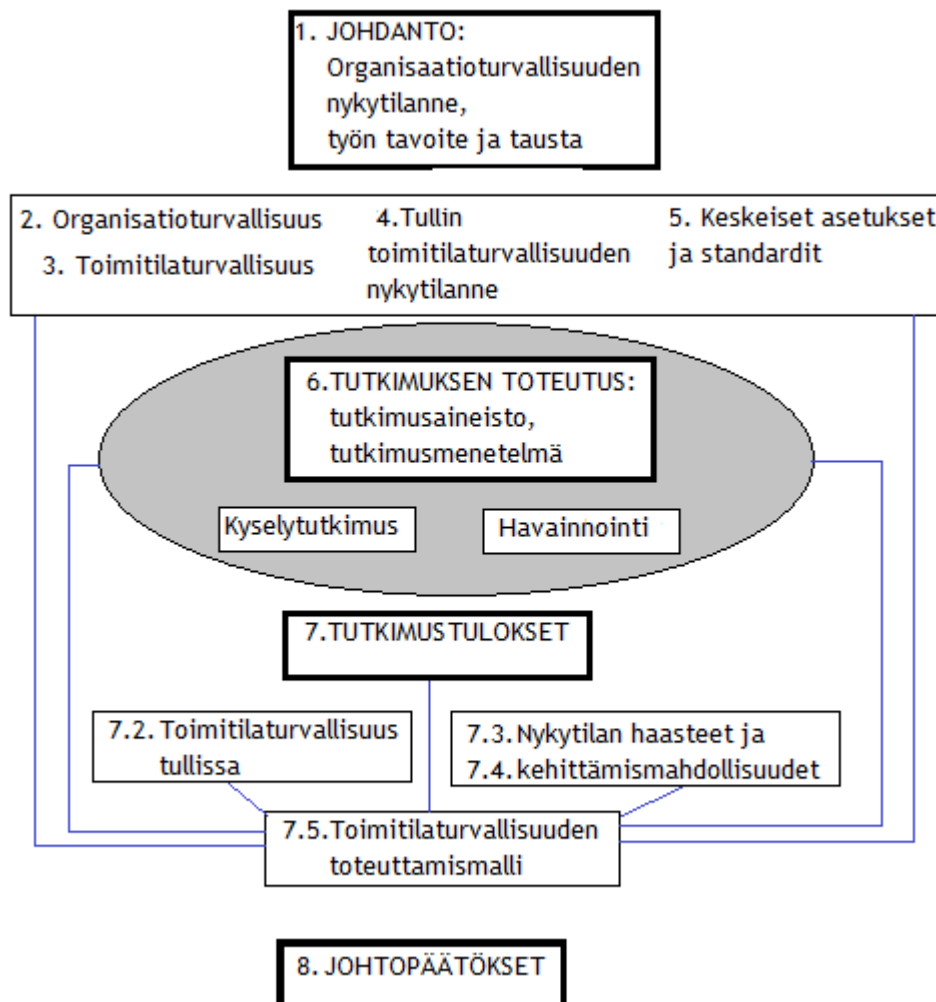 1. JOHDANTO:
Organisaatioturvallisuuden
nykytilanne,
työn tavoite ja tausta
2. Organisatioturvallisuus
3. Toimitilaturvallisuus
4.Tullin
toimitilaturvallisuuden
nykytilanne
5. Keskeiset asetukset
ja standardit
6.TUTKIMUKSEN TOTEUTUS:
tutkimusaineisto,
tutkimusmenetelmä
Kyselytutkimus
Havainnointi
7.TUTKIMUSTULOKSET
7.2. Toimitilaturvallisuus
tullissa
7.3. Nykytilan haasteet ja
7.4. kehittämismahdollisuudet
7.5.Toimitilaturvallisuuden
toteuttamismalli
8. JOHTOPÄÄTÖKSET